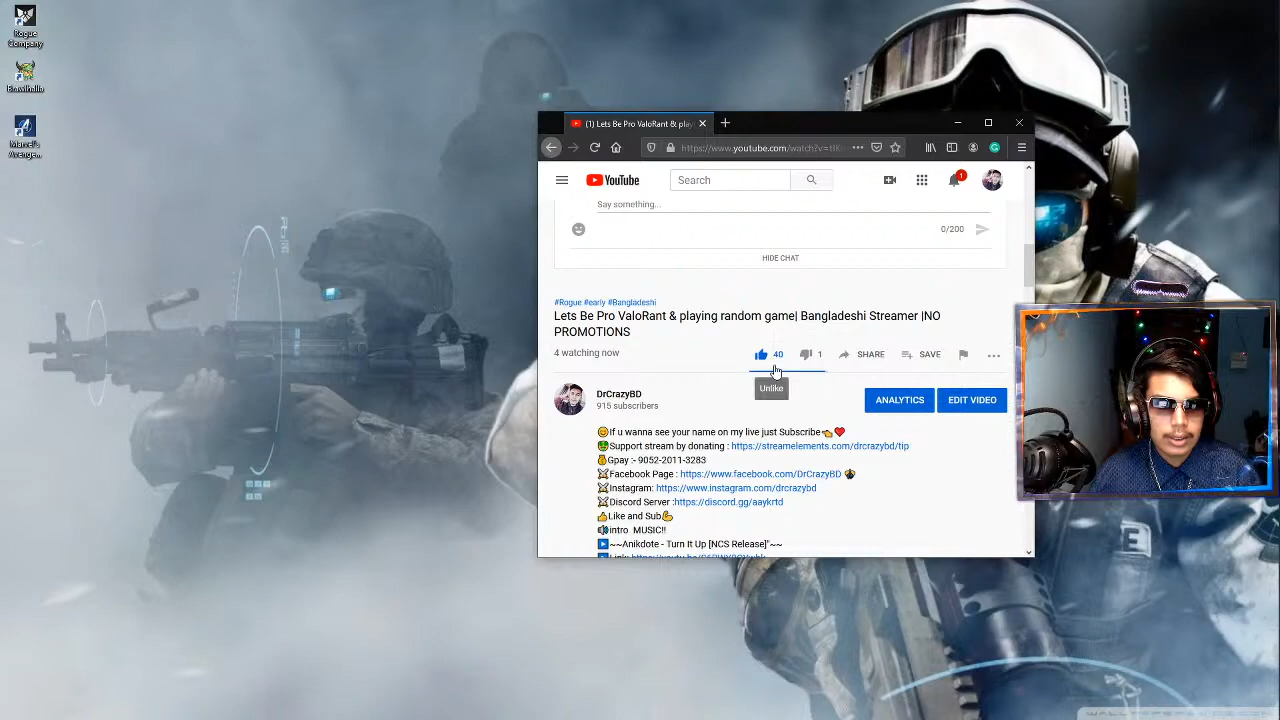 Rogue
Company
Brawlhalla
Marvel's
Avenge...
(1) Lets Be Pro ValoRant & play
https://www.youtube.com/watch?v=
YouTube
Search
1
Say something...
0/200
HIDE CHAT
#Rogue #early #Bangladeshi
Lets Be Pro ValoRant & playing random game| Bangladeshi Streamer |NO
PROMOTIONS
4 watching now
40
1
SHARE
SAVE
Unlike
DrCrazyBD
915 subscribers
ANALYTICS
EDIT VIDEO
😊If u wanna see your name on my live just Subscribe👈❤️
Support stream by donating : https://streamelements.com/drcrazybd/tip
💰Gpay :- 9052-2011-3283
⚔️Facebook Page : https://www.facebook.com/DrCrazyBD
⚔️Instagram: https://www.instagram.com/drcrazybd
⚔️Discord Server :https://discord.gg/aaykrtd
👍Like and Sub💪
🔊intro MUSIC!!
▶️~~Anikdote - Turn It Up [NCS Release]"~~